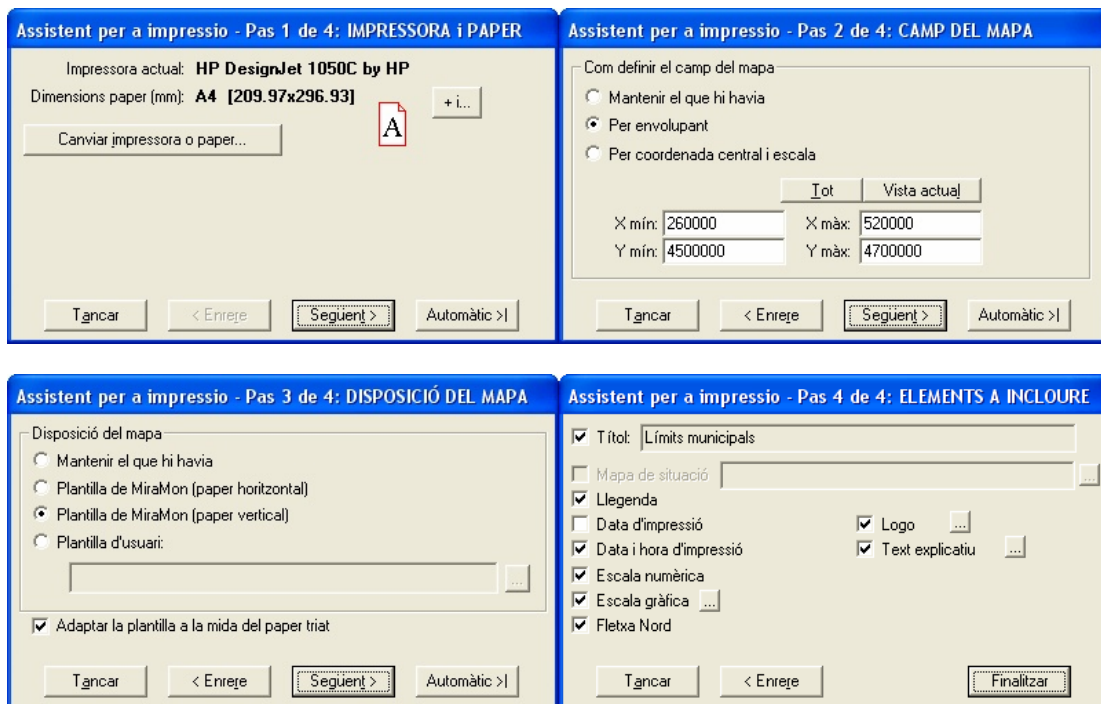 Assistent per a impressio - Pas 1 de 4: IMPRESSORA i PAPER
Impressora actual: HP DesignJet 1050C by HP
Dimensions paper (mm): A4 [209.97x296.93]
+ i...
A
Canviar impressora o paper...
Tancar
< Enrere
Següent >
Automàtic >|
Assistent per a impressio - Pas 2 de 4: CAMP DEL MAPA
Com definir el camp del mapa
Mantenir el que hi havia
Per envolupant
Per coordenada central i escala
Tot
Vista actual
X mín: 260000
X màx: 520000
Y mín: 4500000
Y màx: 4700000
Tancar
< Enrere
Següent >
Automàtic >|
Assistent per a impressio - Pas 3 de 4: DISPOSICIÓ DEL MAPA
Disposició del mapa
Mantenir el que hi havia
Plantilla de MiraMon (paper horitzontal)
Plantilla de MiraMon (paper vertical)
Plantilla d'usuari:
...
Adaptar la plantilla a la mida del paper triat
Tancar
< Enrere
Següent >
Automàtic >|
Assistent per a impressio - Pas 4 de 4: ELEMENTS A INCLOURE
Títol: Límits municipals
Mapa de situació
...
Llegenda
Data d'impressió
Logo ...
Data i hora d'impressió
Text explicatiu ...
Escala numèrica
Escala gràfica ...
Fletxa Nord
Tancar
< Enrere
Finalitzar